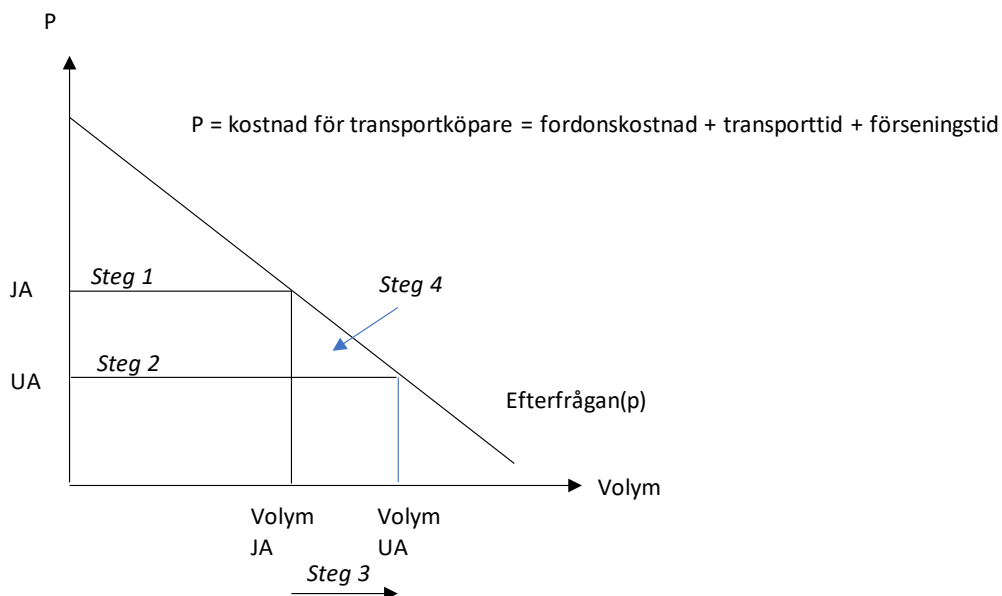 P
P = kostnad för transportköpare = fordonskostnad + transporttid + förseningstid
Steg 1
Steg 4
JA
Steg 2
UA
Efterfrågan(p)
Volym
Volym
JA
Volym
UA
Steg 3